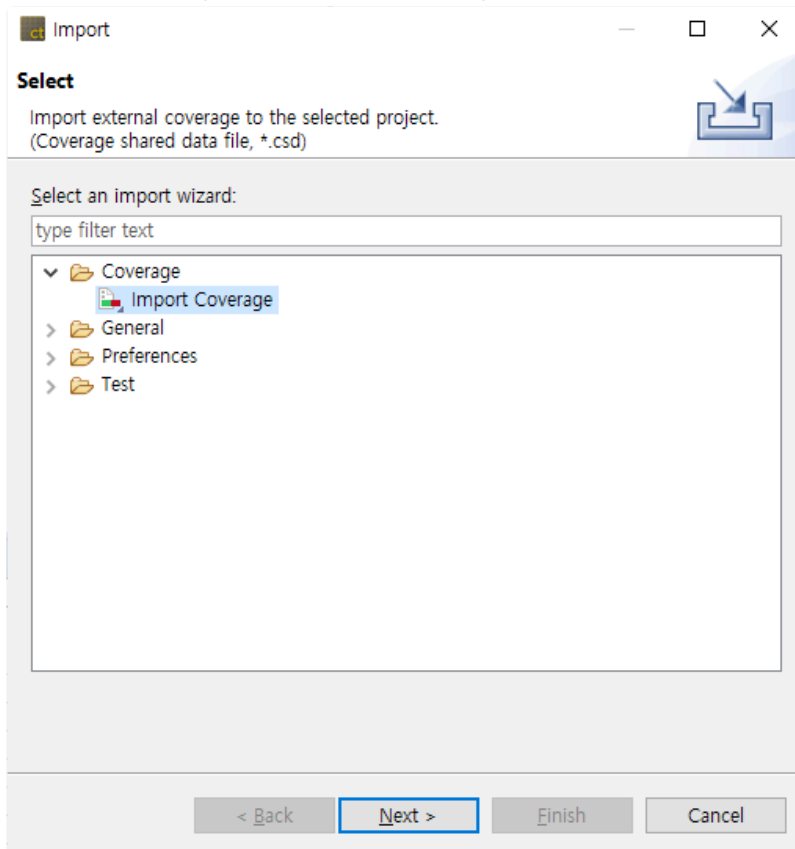 ct Import
Select
Import external coverage to the selected project.
(Coverage shared data file, *.csd)
Select an import wizard:
type filter text
Coverage
Import Coverage
General
Preferences
Test
< Back Next > Finish Cancel